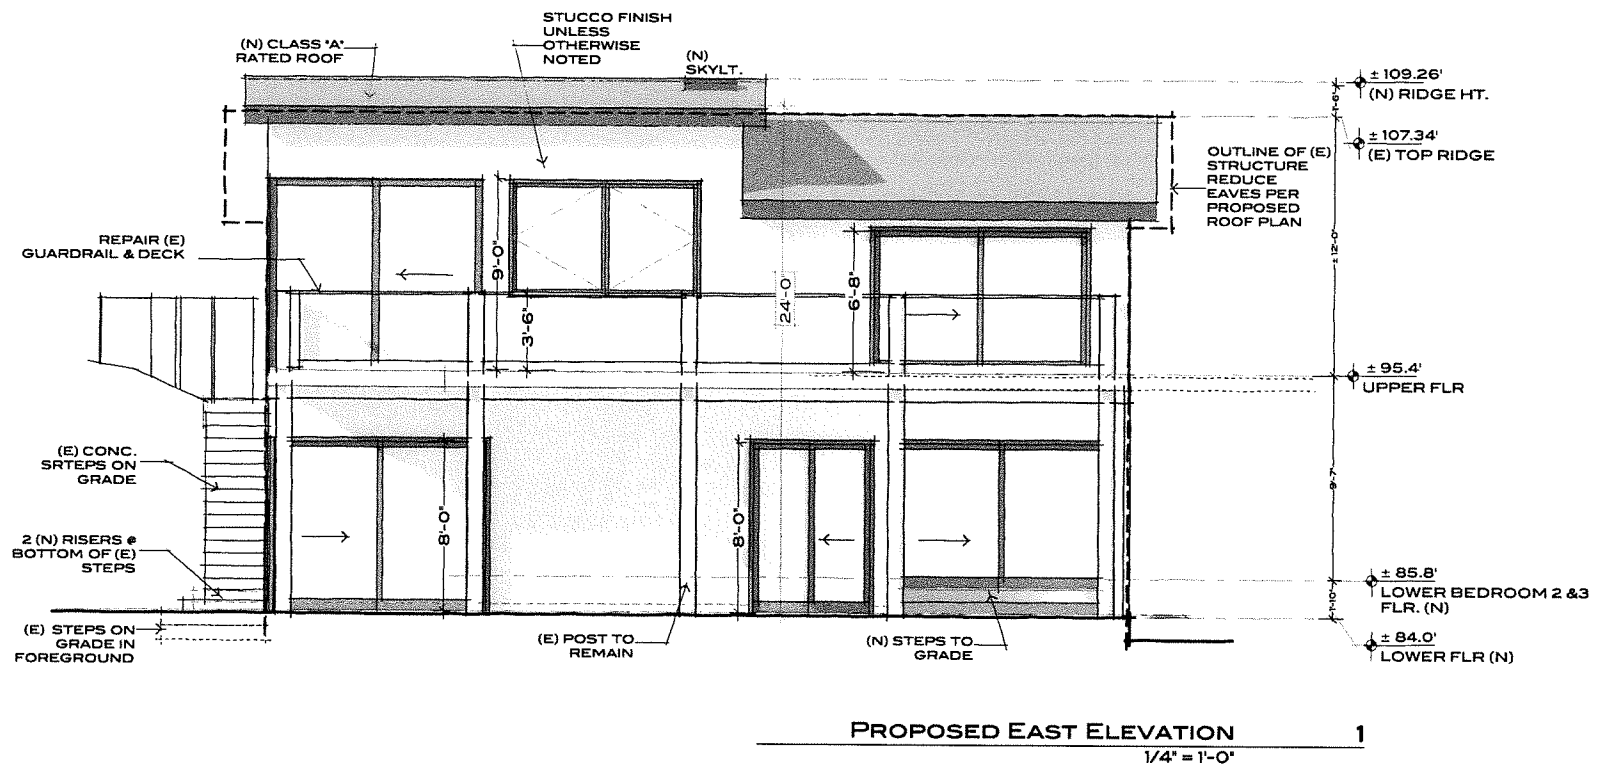 STUCCO FINISH
UNLESS
OTHERWISE
NOTED
(N) CLASS "A"
RATED ROOF
(N)
SKYLT.
± 109.26'
(N) RIDGE HT.
1'-6"
± 107.34'
(E) TOP RIDGE
OUTLINE OF (E)
STRUCTURE
REDUCE
EAVES PER
PROPOSED
ROOF PLAN
REPAIR (E)
GUARDRAIL & DECK
9'-0"
3'-6"
24'-0"
6'-8"
± 12'-0"
± 95.4'
UPPER FLR
(E) CONC.
SRTEPS ON
GRADE
8'-0"
8'-0"
9'-7"
2 (N) RISERS @
BOTTOM OF (E)
STEPS
± 85.8'
LOWER BEDROOM 2 &3
FLR. (N)
1'-10"
(E) STEPS ON
GRADE IN
FOREGROUND
(E) POST TO
REMAIN
(N) STEPS TO
GRADE
± 84.0'
LOWER FLR (N)
PROPOSED EAST ELEVATION 1
1/4" = 1'-0"